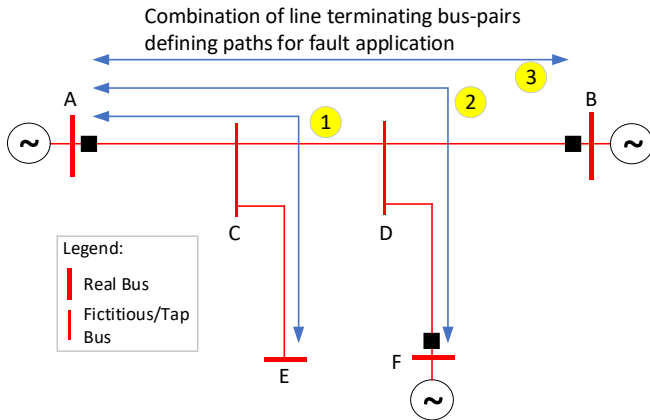 Combination of line terminating bus-pairs
defining paths for fault application
3
A
2
B
1
~
~
C
D
Legend:
Real Bus
Fictitious/Tap
Bus
E
F
~